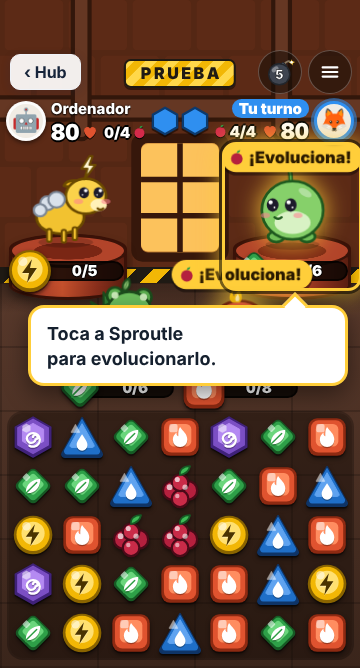 ‹ Hub
PRUEBA
5
Ordenador
80
0/4
Tu turno
4/4
80
¡Evoluciona!
0/5
¡Evoluciona!
/6
Toca a Sproutle
para evolucionarlo.
0/6
0/8